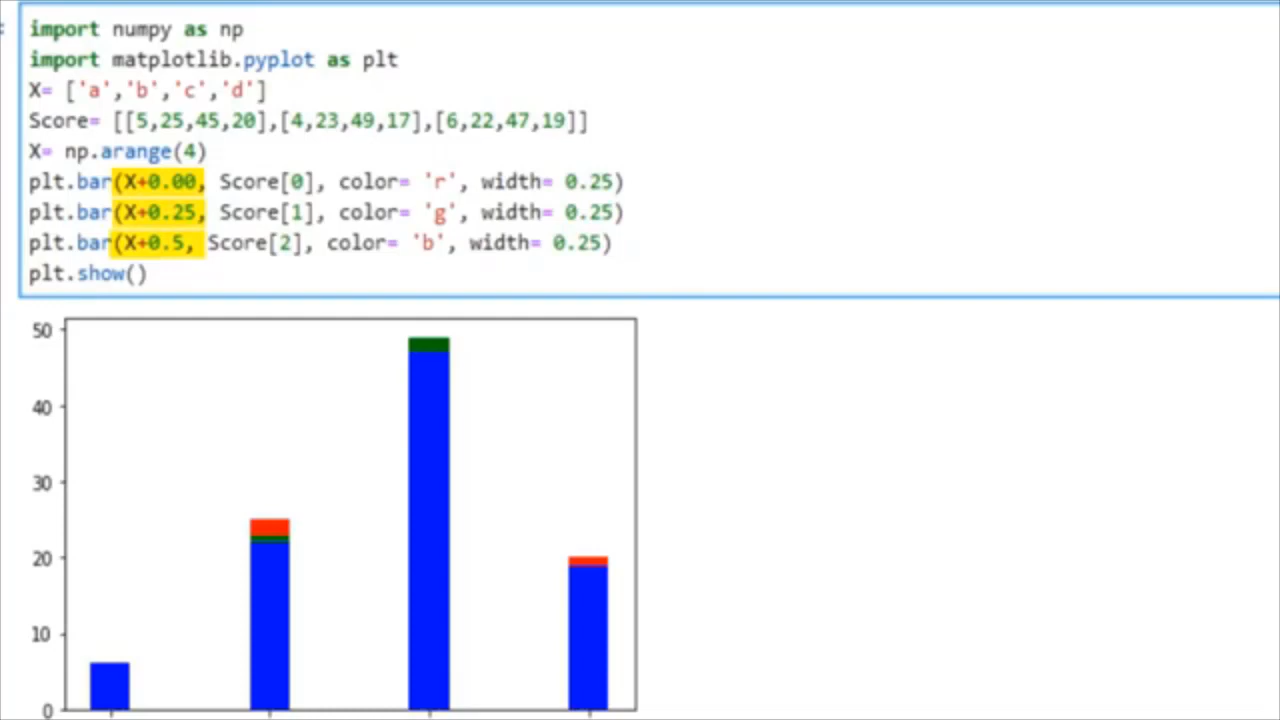 import numpy as np
import matplotlib.pyplot as plt
X= ['a','b','c','d']
Score= [[5,25,45,20],[4,23,49,17],[6,22,47,19]]
X= np.arange(4)
plt.bar(X+0.00, Score[0], color= 'r', width= 0.25)
plt.bar(X+0.25, Score[1], color= 'g', width= 0.25)
plt.bar(X+0.5, Score[2], color= 'b', width= 0.25)
plt.show()
50
40
30
20
10
0